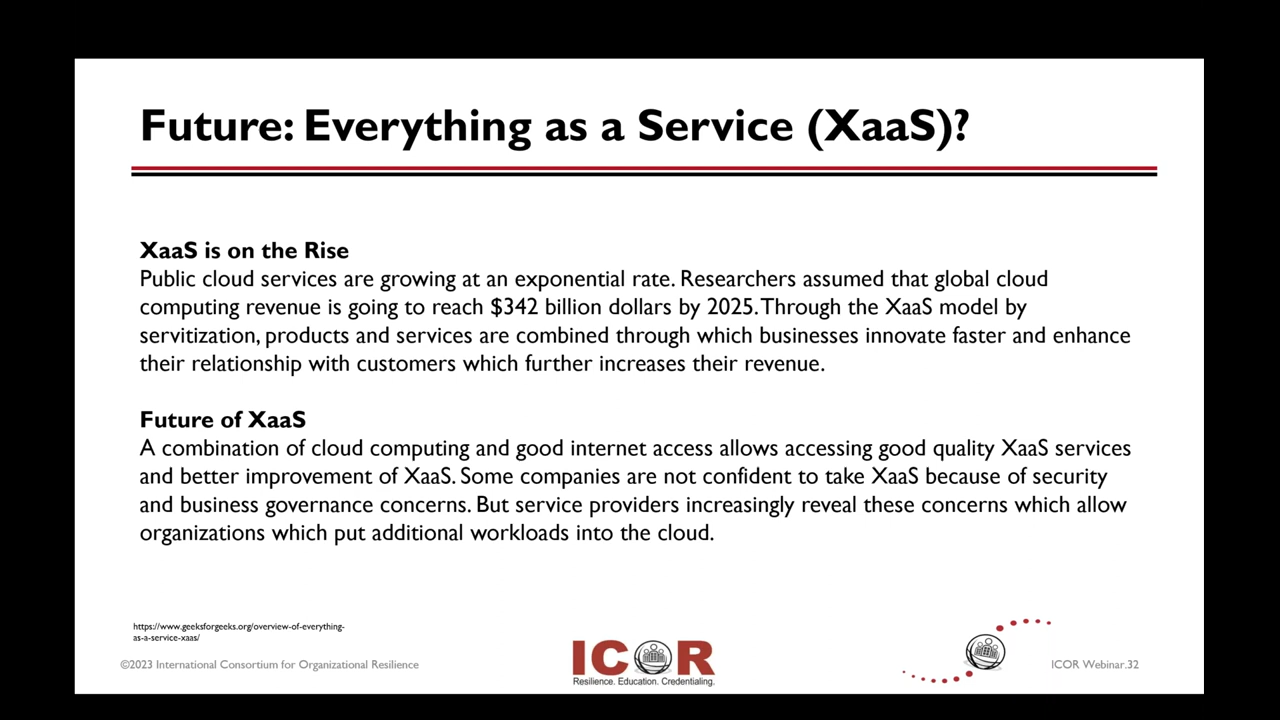 Future: Everything as a Service (XaaS)?
XaaS is on the Rise
Public cloud services are growing at an exponential rate. Researchers assumed that global cloud
computing revenue is going to reach $342 billion dollars by 2025. Through the XaaS model by
servitization, products and services are combined through which businesses innovate faster and enhance
their relationship with customers which further increases their revenue.
Future of XaaS
A combination of cloud computing and good internet access allows accessing good quality XaaS services
and better improvement of XaaS. Some companies are not confident to take XaaS because of security
and business governance concerns. But service providers increasingly reveal these concerns which allow
organizations which put additional workloads into the cloud.
https://www.geeksforgeeks.org/overview-of-everything-
as-a-service-xaas/
©2023 International Consortium for Organizational Resilience
ICOR
Resilience. Education. Credentialing.
ICOR Webinar.32